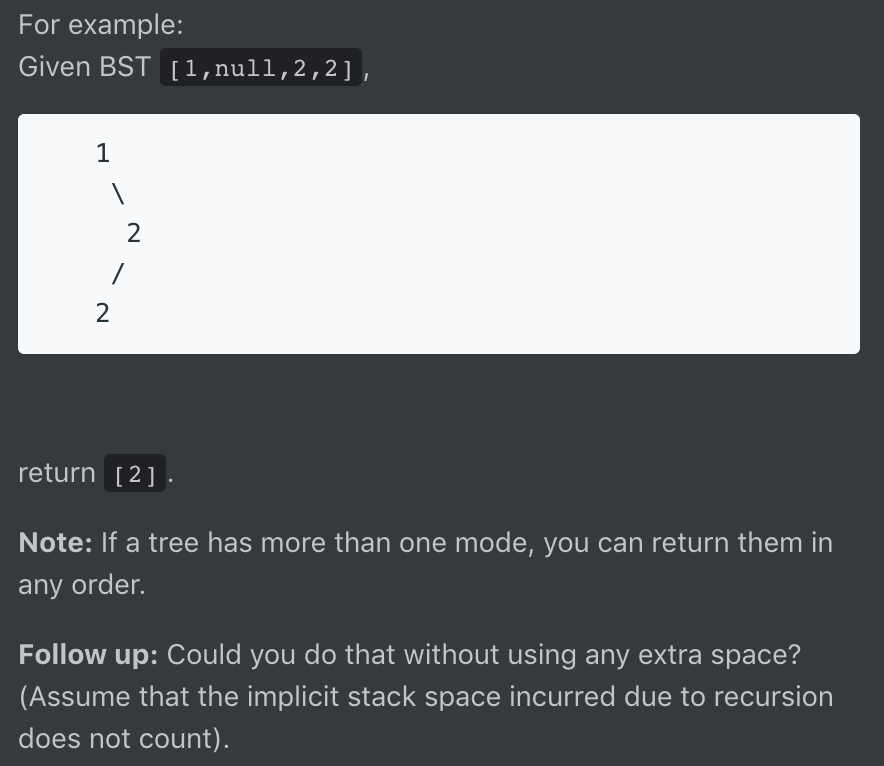 For example:
Given BST [1,null,2,2],
1
\
2
/
2
return [2].
Note: If a tree has more than one mode, you can return them in
any order.
Follow up: Could you do that without using any extra space?
(Assume that the implicit stack space incurred due to recursion
does not count).